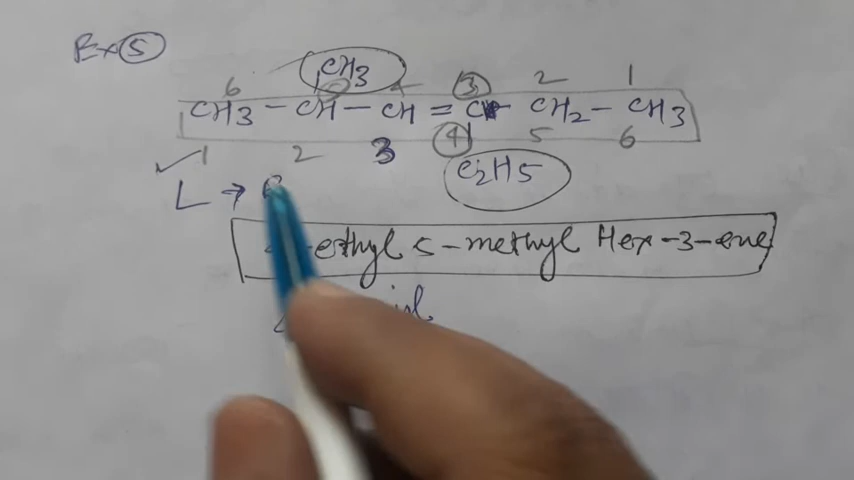 Ex (5)
CH3
6 4 (3) 2 1
CH3 - CH - CH = C - CH2 - CH3
1 2 3 (4) 5 6
C2H5
L →
-ethyl 5-methyl Hex-3-ene